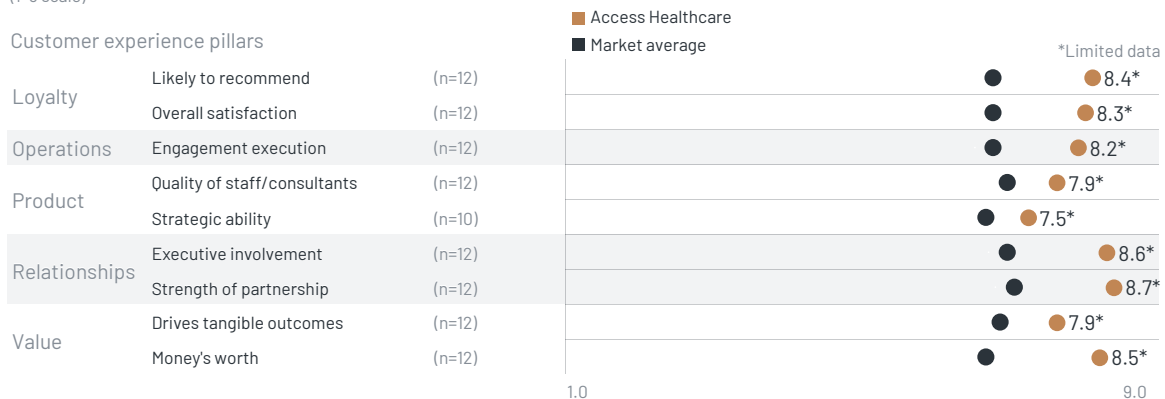 Access Healthcare
Customer experience pillars
Market average
*Limited data
Loyalty
Likely to recommend (n=12) 8.4*
Overall satisfaction (n=12) 8.3*
Operations Engagement execution (n=12) 8.2*
Product
Quality of staff/consultants (n=12) 7.9*
Strategic ability (n=10) 7.5*
Relationships
Executive involvement (n=12) 8.6*
Strength of partnership (n=12) 8.7*
Value
Drives tangible outcomes (n=12) 7.9*
Money's worth (n=12) 8.5*
1.0 9.0